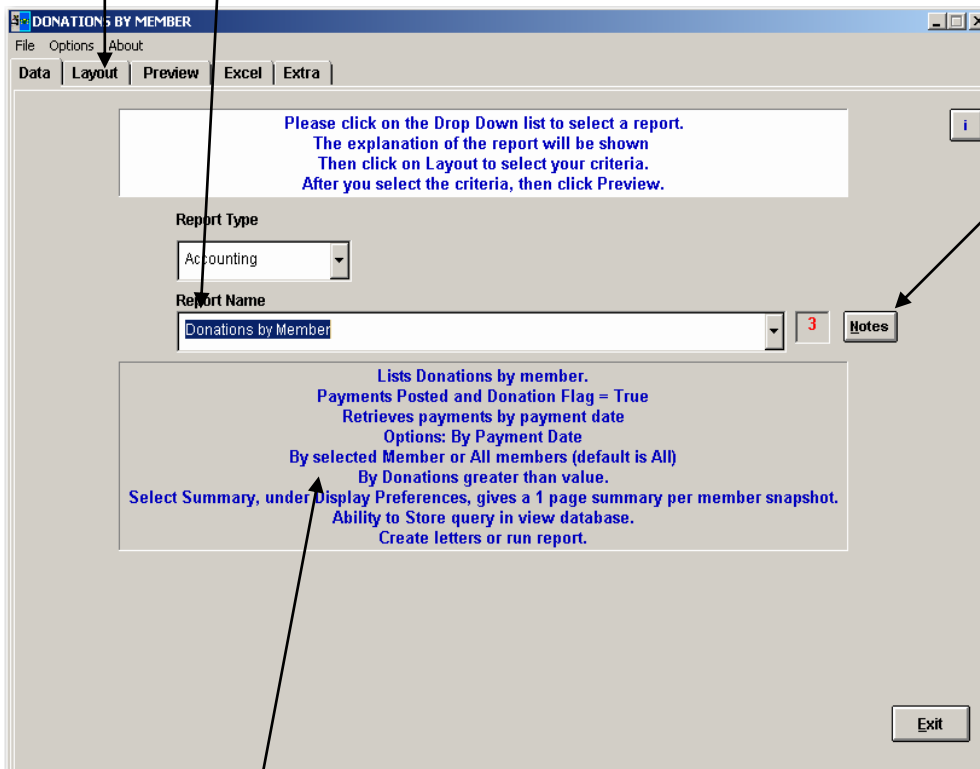 DONATIONS BY MEMBER
File Options About
Data Layout Preview Excel Extra
Please click on the Drop Down list to select a report.
The explanation of the report will be shown
Then click on Layout to select your criteria.
After you select the criteria, then click Preview.
i
Report Type
Accounting
Report Name
Donations by Member
3
Notes
Lists Donations by member.
Payments Posted and Donation Flag = True
Retrieves payments by payment date
Options: By Payment Date
By selected Member or All members (default is All)
By Donations greater than value.
Select Summary, under Display Preferences, gives a 1 page summary per member snapshot.
Ability to Store query in view database.
Create letters or run report.
Exit